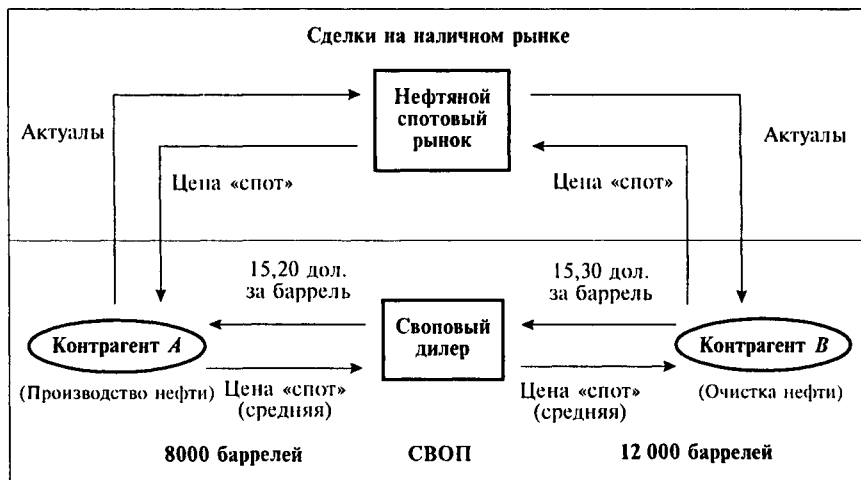 Сделки на наличном рынке
Нефтяной
спотовый
рынок
Актуалы
Актуалы
Цена «спот»
Цена «спот»
15,20 дол.
за баррель
15,30 дол.
за баррель
Своповый
дилер
Контрагент А
Контрагент В
(Производство нефти)
Цена «спот»
(средняя)
Цена «спот»
(средняя)
(Очистка нефти)
8000 баррелей
СВОП
12 000 баррелей